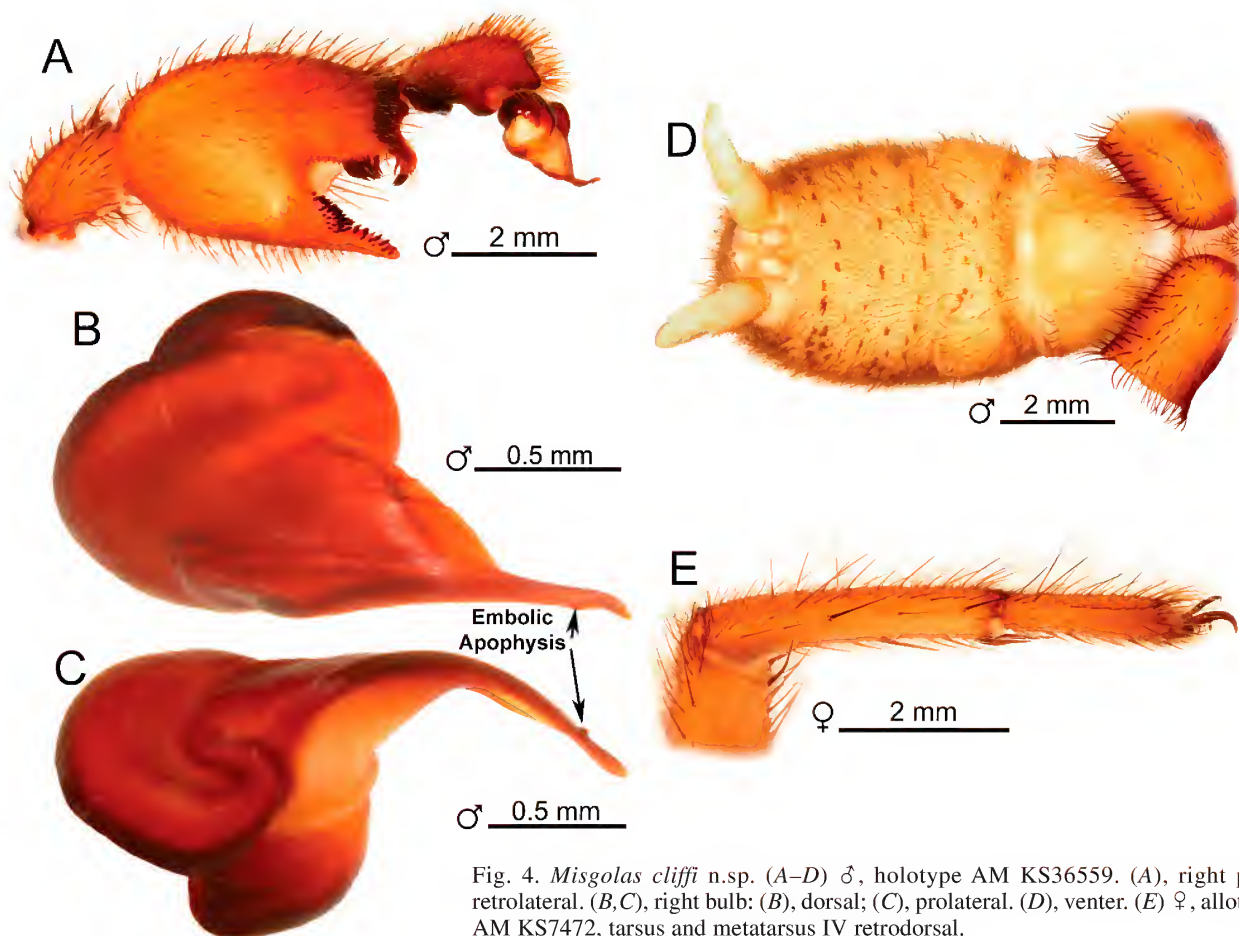 A
♂ 2 mm
D
♂ 2 mm
B
♂ 0.5 mm
Embolic
Apophysis
C
♂ 0.5 mm
E
♀ 2 mm
Fig. 4. Misgolas cliffi n.sp. (A–D) ♂, holotype AM KS36559. (A), right
retrolateral. (B,C), right bulb: (B), dorsal; (C), prolateral. (D), venter. (E) ♀,
AM KS7472, tarsus and metatarsus IV retrodorsal.